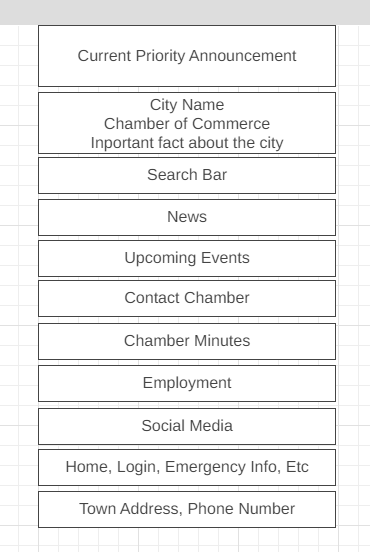 Current Priority Announcement
City Name
Chamber of Commerce
Inportant fact about the city
Search Bar
News
Upcoming Events
Contact Chamber
Chamber Minutes
Employment
Social Media
Home, Login, Emergency Info, Etc
Town Address, Phone Number